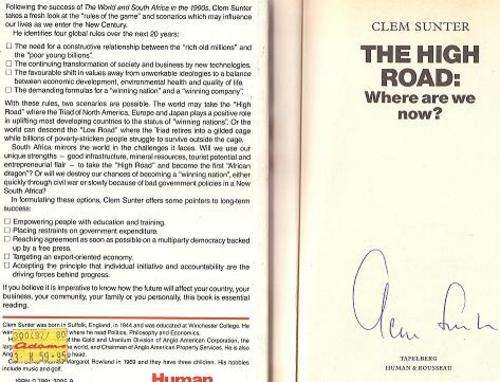 Following the success of The World and South Africa in the 1990s, Clem Sunter
takes a fresh look at the "rules of the game" and scenarios which may influence
our lives as we enter the New Century.
He identifies four global rules over the next 20 years:
☐ The need for a constructive relationship between the "rich old millions" and
the "poor young billions".
☐ The continuing transformation of society and business by new technologies.
☐ The favourable shift in values away from unworkable ideologies to a balance
between economic development, environmental health and quality of life.
☐ The demanding formulas for a "winning nation" and a "winning company".
With these rules, two scenarios are possible. The world may take the "High
Road" where the Triad of North America, Europe and Japan plays a positive role
in uplifting most developing countries to the status of "winning nations". Or the
world can descend the "Low Road" where the Triad retires into a gilded cage
while billions of poverty-stricken people struggle to survive outside the cage.
South Africa mirrors the world in the challenges it faces. Will we use our
unique strengths – good infrastructure, mineral resources, tourist potential and
entrepreneurial flair – to take the "High Road" and become the first "African
dragon"? Or will we destroy our chances of becoming a "winning nation", either
quickly through civil war or slowly because of bad government policies in a New
South Africa?
In formulating these options, Clem Sunter offers some pointers to long-term
success:
☐ Empowering people with education and training.
☐ Placing restraints on government expenditure.
☐ Reaching agreement as soon as possible on a multiparty democracy backed
up by a free press.
☐ Targeting an export-oriented economy.
☐ Accepting the principle that individual initiative and accountability are the
driving forces behind progress.
If you believe it is imperative to know how the future will affect your country, your
business, your community, your family or you personally, this book is essential
reading.
Clem Sunter was born in Suffolk, England, in 1944 and was educated at Winchester College. He
where he read Politics, Philosophy and Economics.
of the Gold and Uranium Division of Anglo American Corporation, the
world, and Chairman of Anglo American Property Services. He is also
Margaret Rowland in 1969 and they have three children. His hobbies
include music and golf.
adams
59.95
Human
CLEM SUNTER
THE HIGH
ROAD:
Where are we
now?
Clem Sunter
TAFELBERG
HUMAN & ROUSSEAU